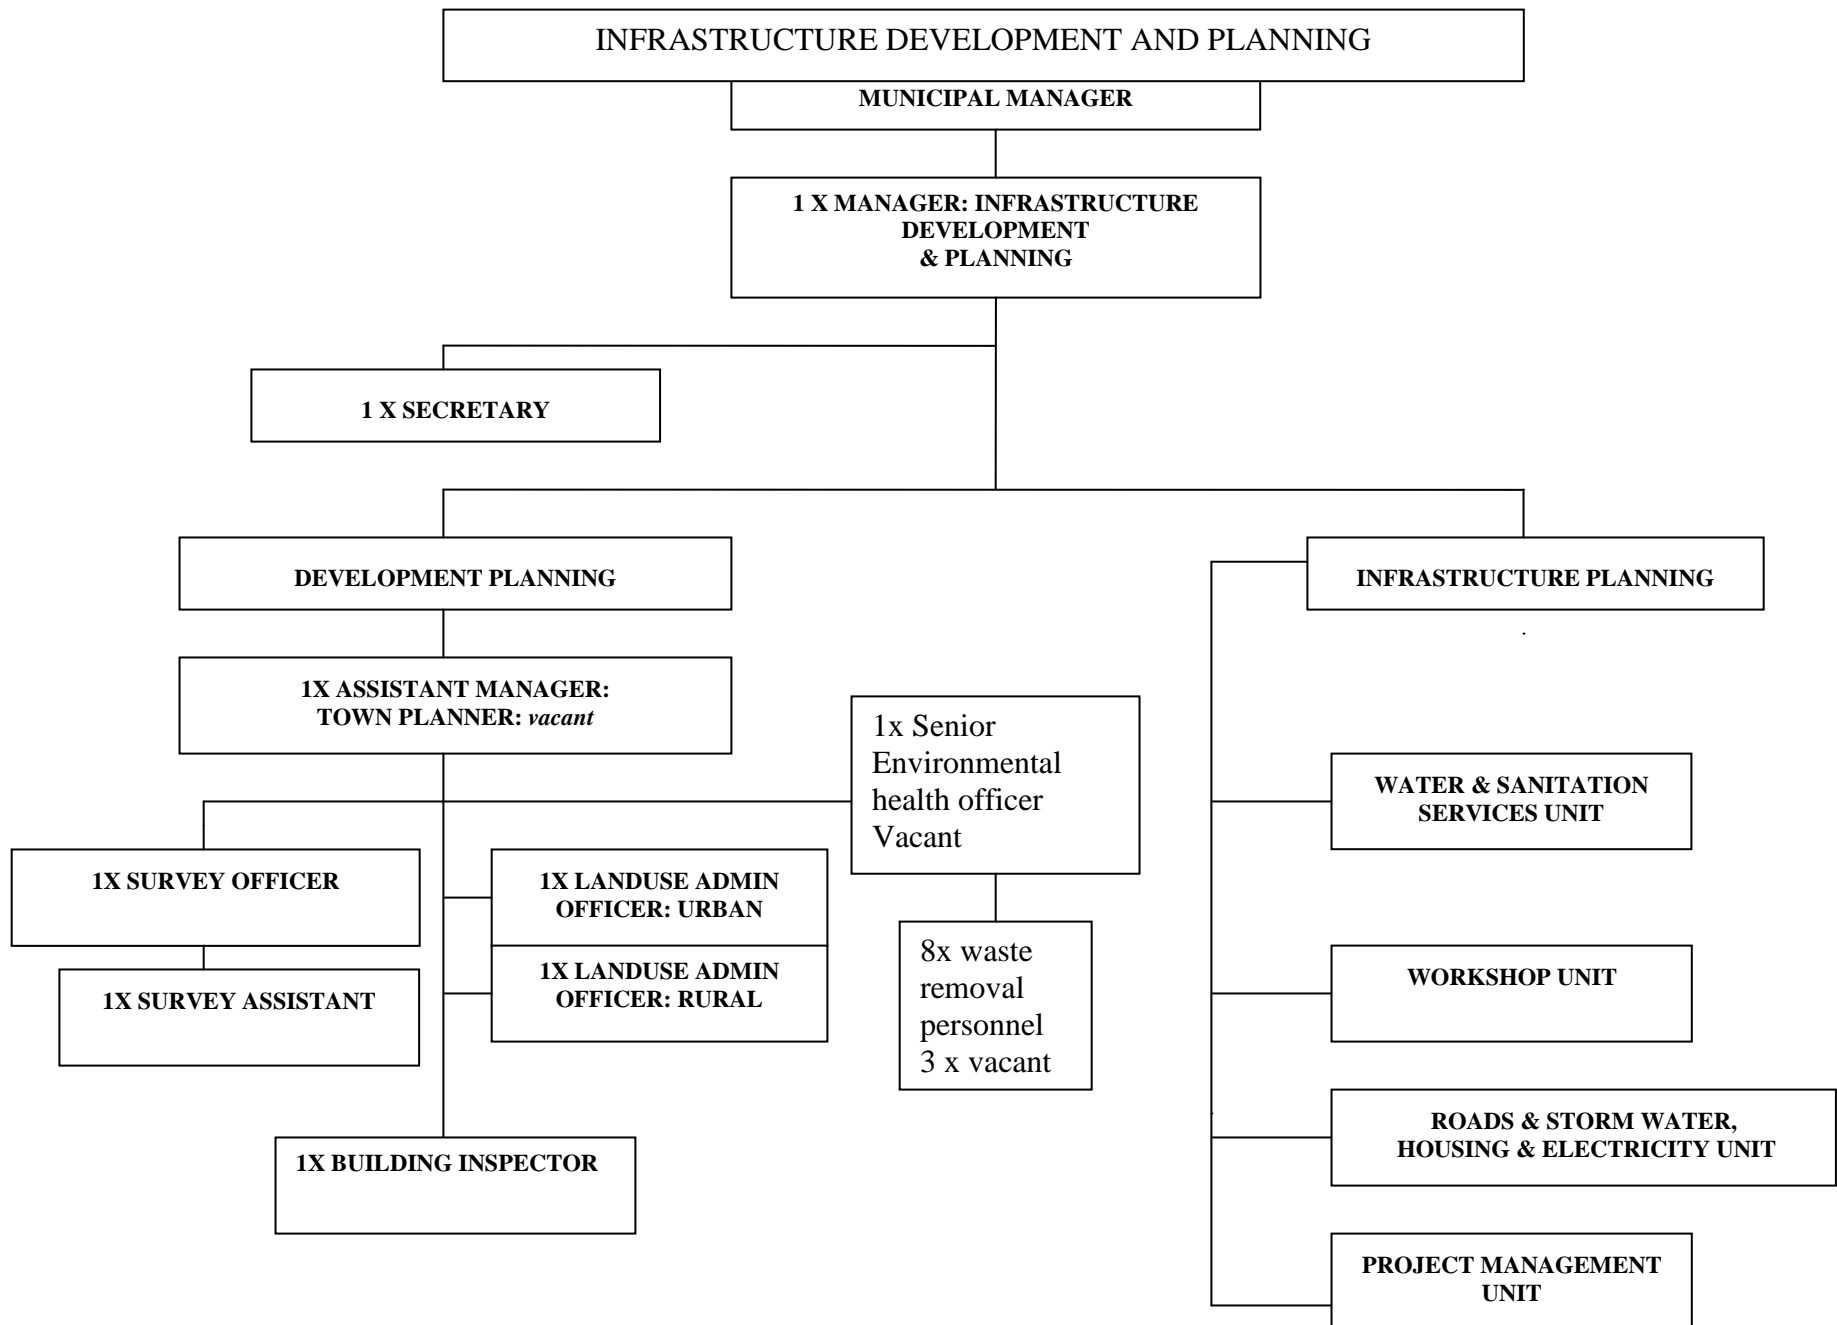 INFRASTRUCTURE DEVELOPMENT AND PLANNING
MUNICIPAL MANAGER
1 X MANAGER: INFRASTRUCTURE
DEVELOPMENT
& PLANNING
1 X SECRETARY
DEVELOPMENT PLANNING
INFRASTRUCTURE PLANNING
.
1X ASSISTANT MANAGER:
TOWN PLANNER: vacant
1x Senior
Environmental
health officer
Vacant
WATER & SANITATION
SERVICES UNIT
1X SURVEY OFFICER
1X LANDUSE ADMIN
OFFICER: URBAN
8x waste
removal
personnel
3 x vacant
1X SURVEY ASSISTANT
1X LANDUSE ADMIN
OFFICER: RURAL
WORKSHOP UNIT
ROADS & STORM WATER,
HOUSING & ELECTRICITY UNIT
1X BUILDING INSPECTOR
PROJECT MANAGEMENT
UNIT